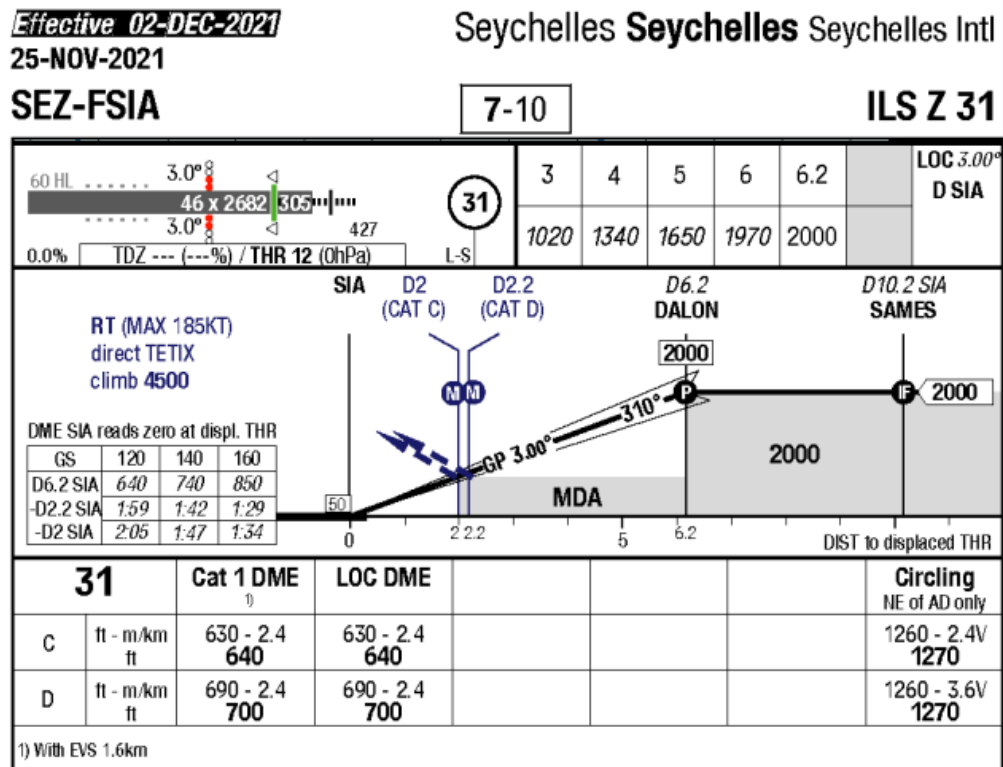 Effective 02-DEC-2021
Seychelles Seychelles Seychelles Intl
25-NOV-2021
SEZ-FSIA
7-10
ILS Z 31
60 HL
3.0°
46 x 2682
305
3.0°
427
0.0%
TDZ --- (---%) / THR 12 (0hPa)
L-S
31
3 4 5 6 6.2 LOC 3.00°
D SIA
1020 1340 1650 1970 2000
SIA
D2
(CAT C)
D2.2
(CAT D)
D6.2
DALON
D10.2 SIA
SAMES
RT (MAX 185KT)
direct TETIX
climb 4500
2000
M M
P
IF
2000
310°
GP 3.00°
2000
MDA
DME SIA reads zero at displ. THR
GS 120 140 160
D6.2 SIA 640 740 850
-D2.2 SIA 1:59 1:42 1:29
-D2 SIA 2:05 1:47 1:34
50
0 2 2.2 5 6.2
DIST to displaced THR
31 Cat 1 DME LOC DME Circling
1) NE of AD only
C ft - m/km 630 - 2.4 630 - 2.4 1260 - 2.4V
ft 640 640 1270
D ft - m/km 690 - 2.4 690 - 2.4 1260 - 3.6V
ft 700 700 1270
1) With EVS 1.6km